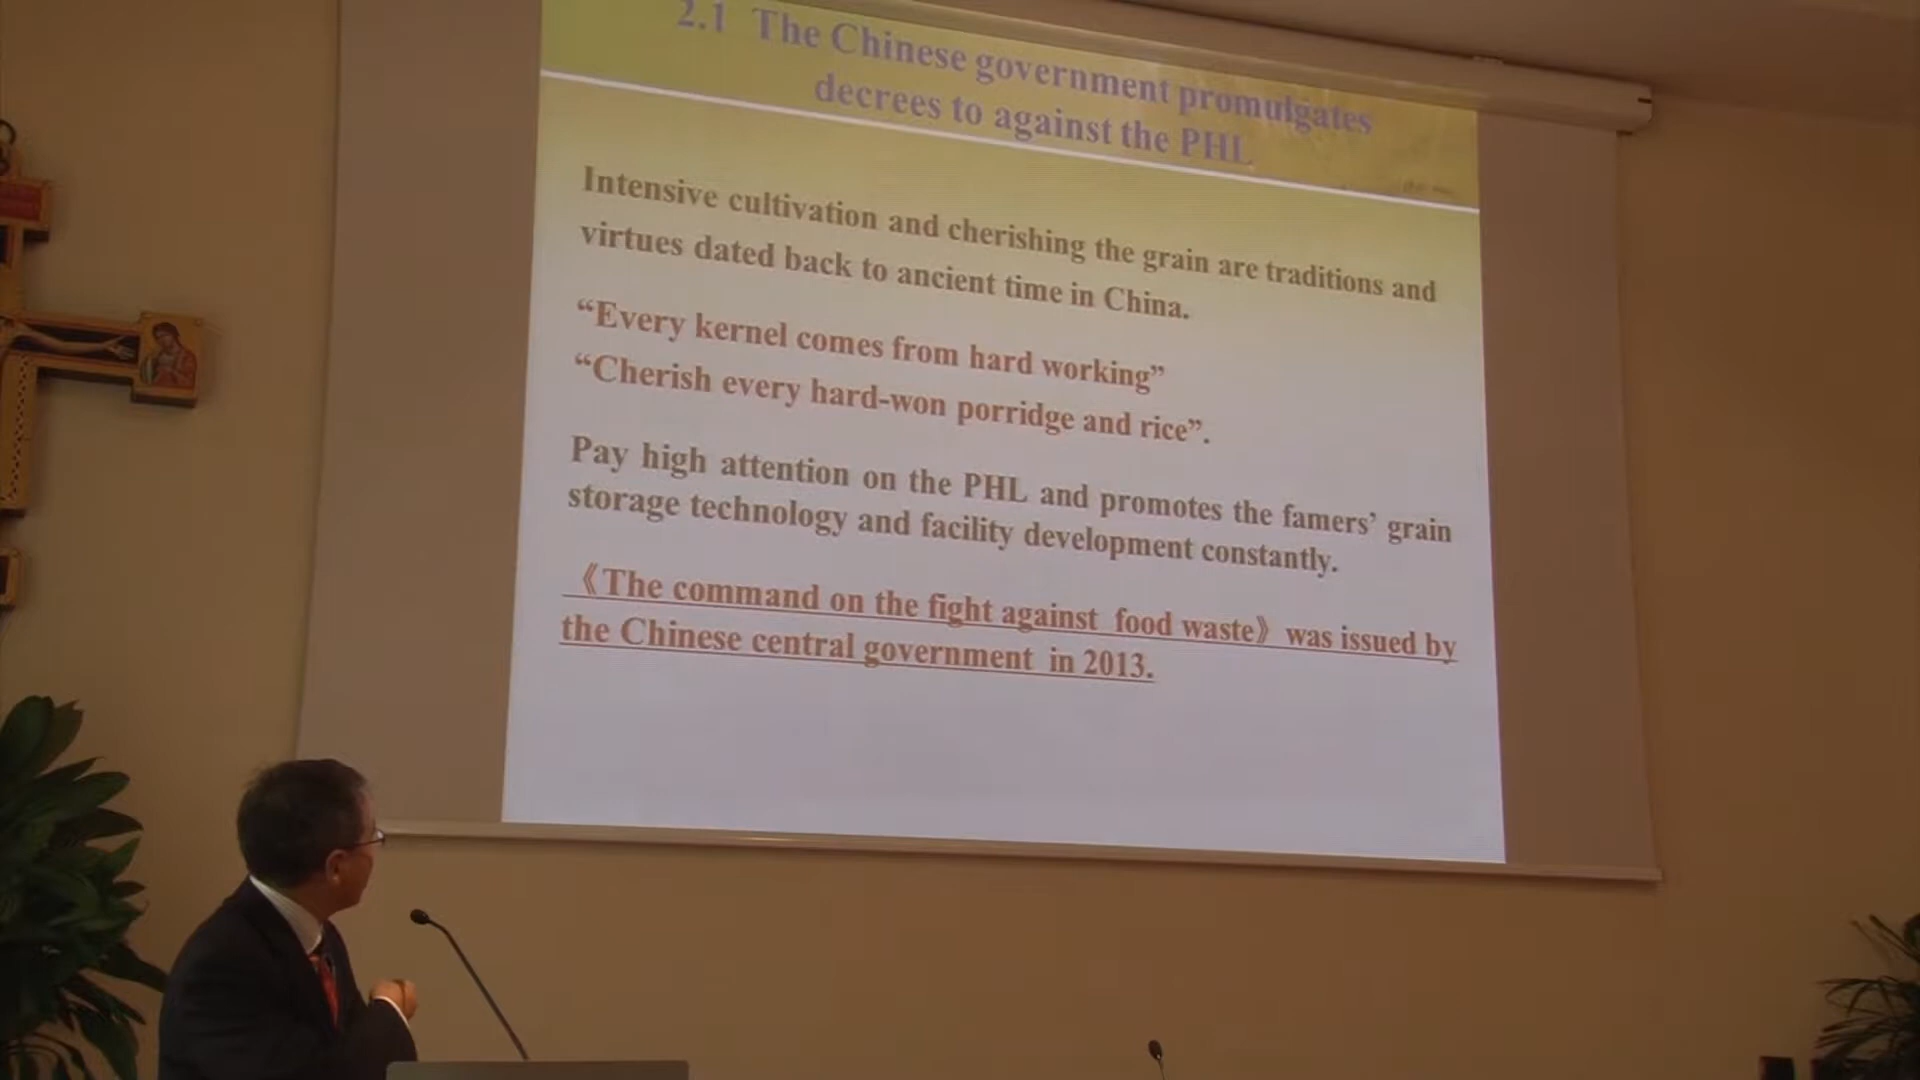 2.1 The Chinese government promulgates
decrees to against the PHL
Intensive cultivation and cherishing the grain are traditions and
virtues dated back to ancient time in China.
“Every kernel comes from hard working”
“Cherish every hard-won porridge and rice”.
Pay high attention on the PHL and promotes the famers’ grain
storage technology and facility development constantly.
《The command on the fight against food waste》 was issued by
the Chinese central government in 2013.